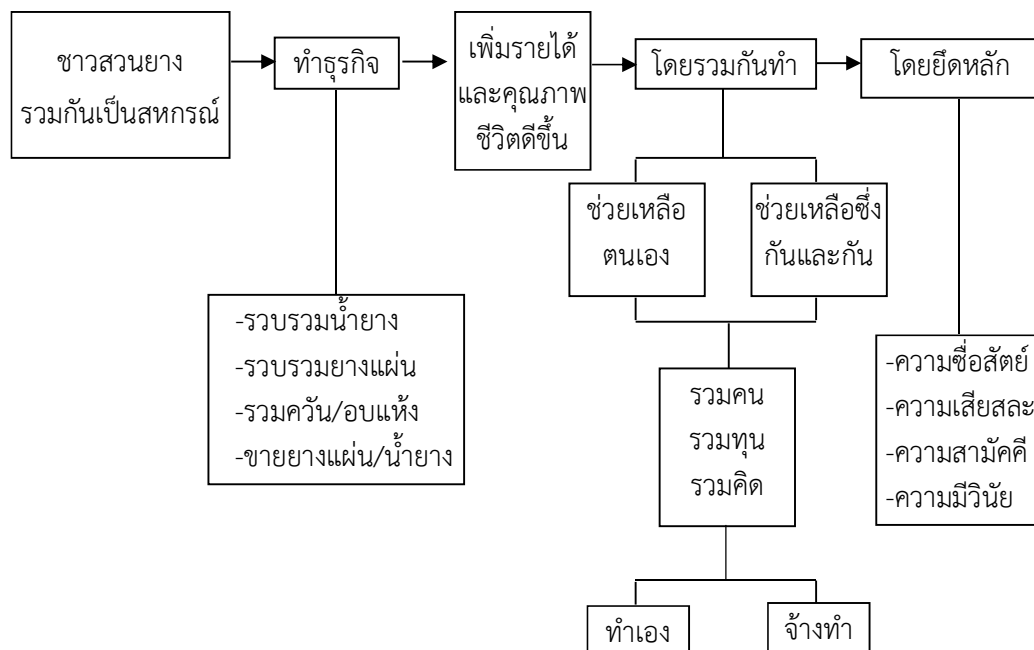 ชาวสวนยาง
รวมกันเป็นสหกรณ์
ทำธุรกิจ
เพิ่มรายได้
และคุณภาพ
ชีวิตดีขึ้น
โดยรวมกันทำ
โดยยึดหลัก
ช่วยเหลือ
ตนเอง
ช่วยเหลือซึ่ง
กันและกัน
-รวบรวมน้ำยาง
-รวบรวมยางแผ่น
-รวมควัน/อบแห้ง
-ขายยางแผ่น/น้ำยาง
รวมคน
รวมทุน
รวมคิด
-ความซื่อสัตย์
-ความเสียสละ
-ความสามัคคี
-ความมีวินัย
ทำเอง
จ้างทำ